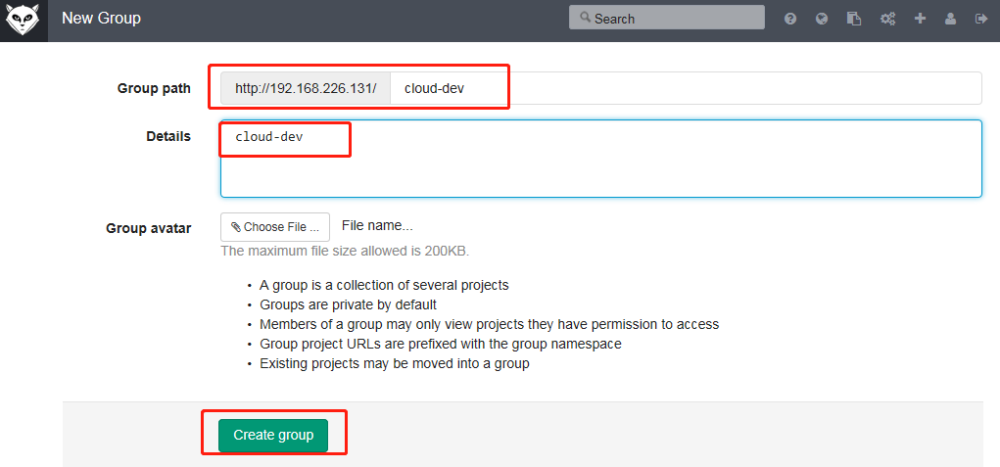 New Group
Search
Group path
http://192.168.226.131/ cloud-dev
Details
cloud-dev
Group avatar
Choose File ... File name...
The maximum file size allowed is 200KB.
• A group is a collection of several projects
• Groups are private by default
• Members of a group may only view projects they have permission to access
• Group project URLs are prefixed with the group namespace
• Existing projects may be moved into a group
Create group